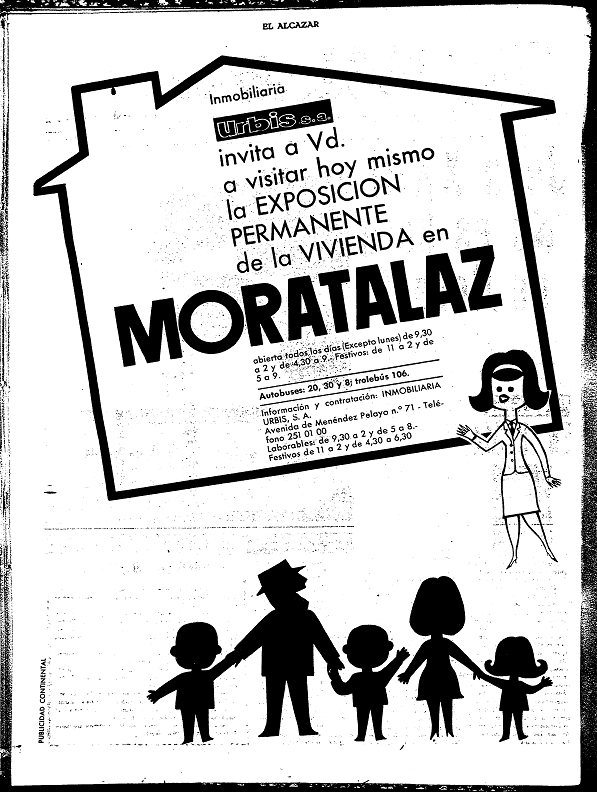 EL ALCAZAR
Inmobiliaria
Urbis s.a.
invita a Vd.
a visitar hoy mismo
la EXPOSICION
PERMANENTE
de la VIVIENDA en
MORATALAZ
abierta todos los días (Excepto lunes) de 9,30
a 2 y de 4,30 a 9.- Festivos: de 11 a 2 y de
5 a 9.
Autobuses: 20, 30 y 8; trolebús 106.
Información y contratación: INMOBILIARIA
URBIS, S. A.
Avenida de Menéndez Pelayo n.º 71 - Telé-
fono 251 01 00
Laborables: de 9,30 a 2 y de 5 a 8.-
Festivos de 11 a 2 y de 4,30 a 6,30
PUBLICIDAD CONTINENTAL